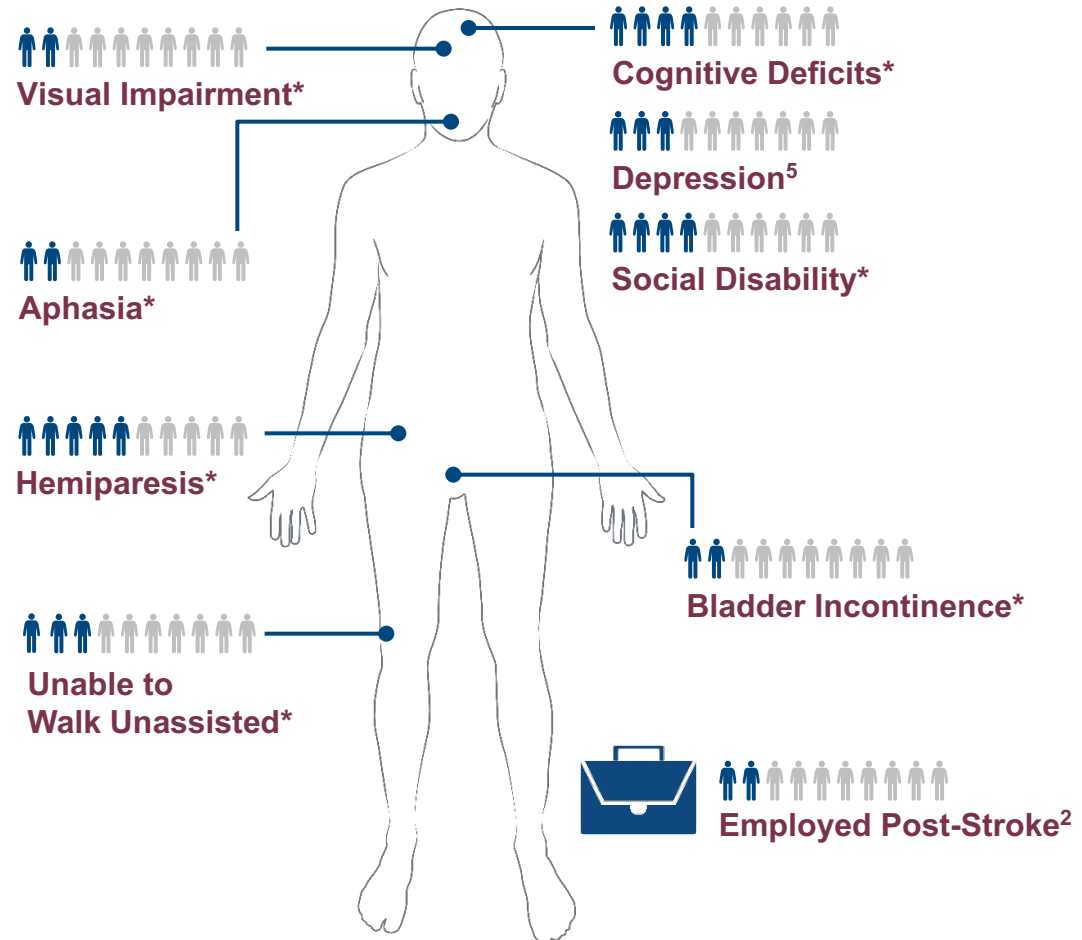 Visual Impairment*
Cognitive Deficits*
Depression⁵
Social Disability*
Aphasia*
Hemiparesis*
Bladder Incontinence*
Unable to
Walk Unassisted*
Employed Post-Stroke²